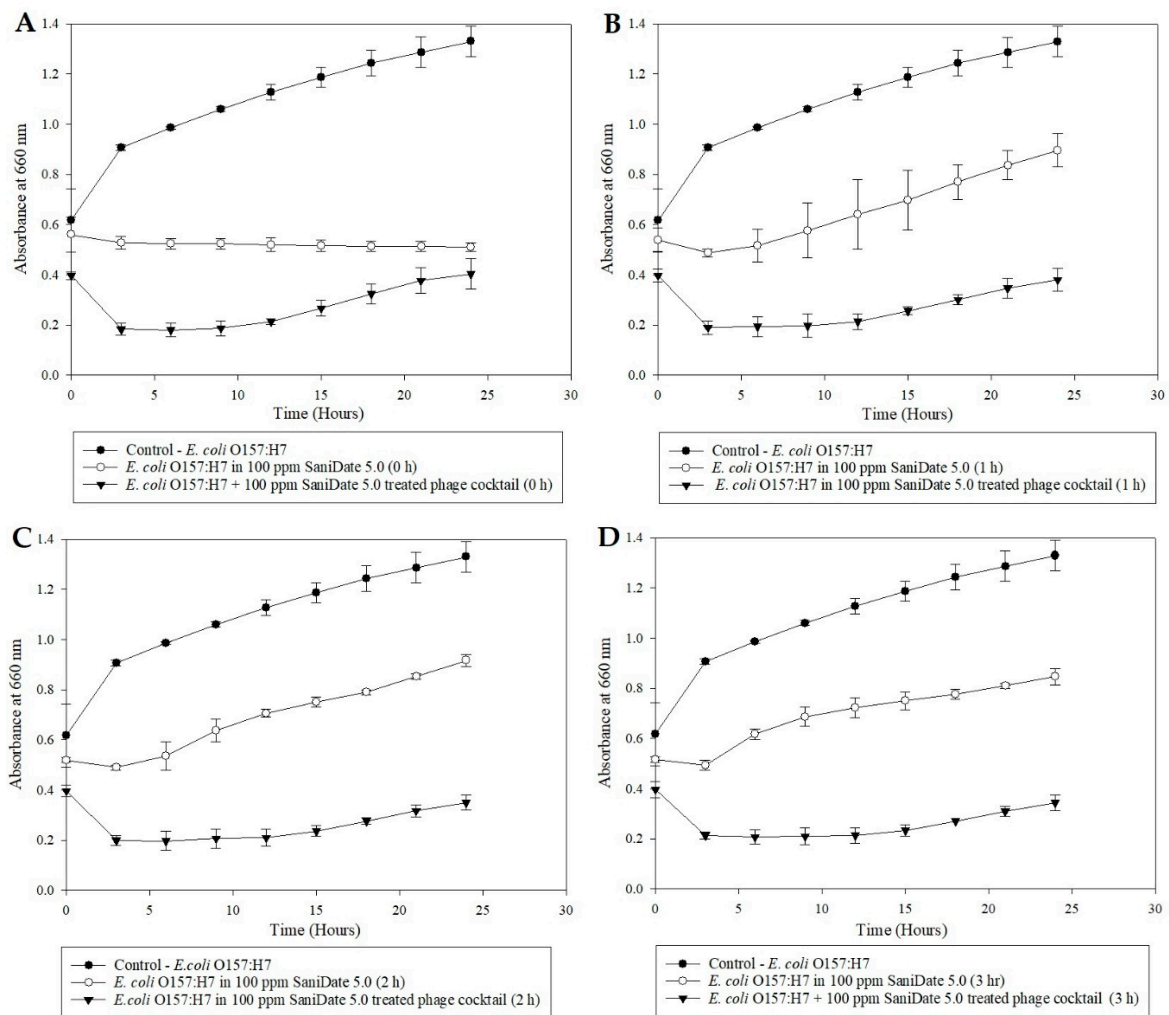 A
Absorbance at 660 nm
1.4
1.2
1.0
0.8
0.6
0.4
0.2
0.0
0 5 10 15 20 25 30
Time (Hours)
Control - E. coli O157:H7
E. coli O157:H7 in 100 ppm SaniDate 5.0 (0 h)
E. coli O157:H7 + 100 ppm SaniDate 5.0 treated phage cocktail (0 h)
B
Absorbance at 660 nm
1.4
1.2
1.0
0.8
0.6
0.4
0.2
0.0
0 5 10 15 20 25 30
Time (Hours)
Control - E. coli O157:H7
E. coli O157:H7 in 100 ppm SaniDate 5.0 (1 h)
E. coli O157:H7 in 100 ppm SaniDate 5.0 treated phage cocktail (1 h)
C
Absorbance at 660 nm
1.4
1.2
1.0
0.8
0.6
0.4
0.2
0.0
0 5 10 15 20 25 30
Time (Hours)
Control - E.coli O157:H7
E. coli O157:H7 in 100 ppm SaniDate 5.0 (2 h)
E.coli O157:H7 in 100 ppm SaniDate 5.0 treated phage cocktail (2 h)
D
Absorbance at 660 nm
1.4
1.2
1.0
0.8
0.6
0.4
0.2
0.0
0 5 10 15 20 25 30
Time (Hours)
Control - E. coli O157:H7
E. coli O157:H7 in 100 ppm SaniDate 5.0 (3 hr)
E. coli O157:H7 + 100 ppm SaniDate 5.0 treated phage cocktail (3 h)